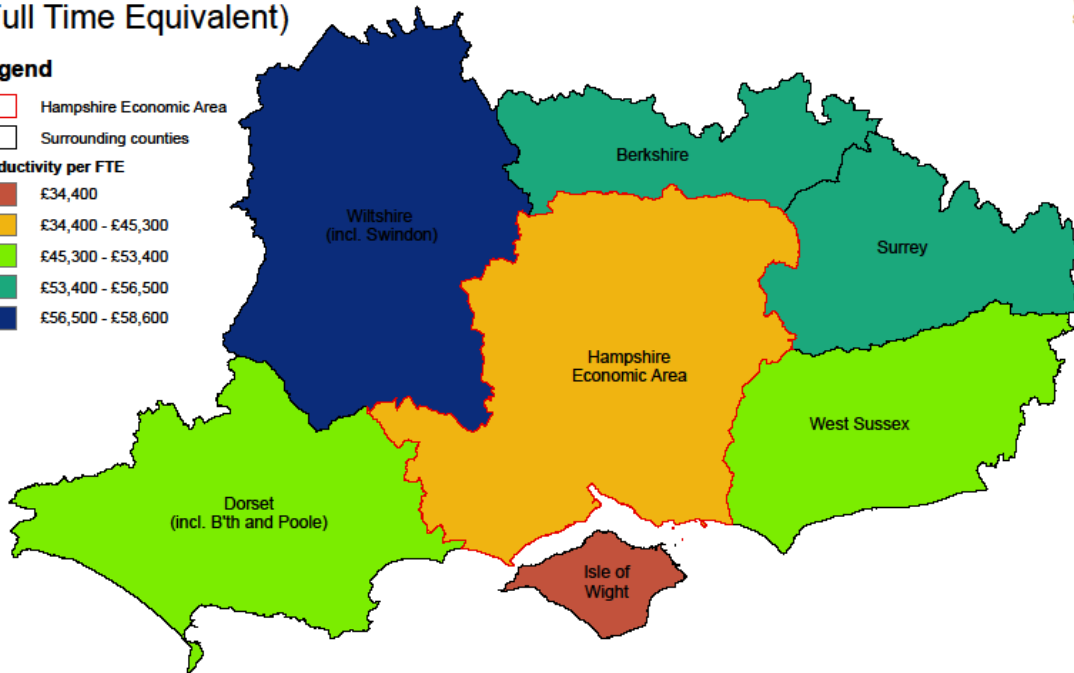 ull Time Equivalent)
gend
Hampshire Economic Area
Surrounding counties
ductivity per FTE
£34,400
£34,400 - £45,300
£45,300 - £53,400
£53,400 - £56,500
£56,500 - £58,600
Berkshire
Wiltshire
(incl. Swindon)
Surrey
Hampshire
Economic Area
West Sussex
Dorset
(incl. B'th and Poole)
Isle of
Wight